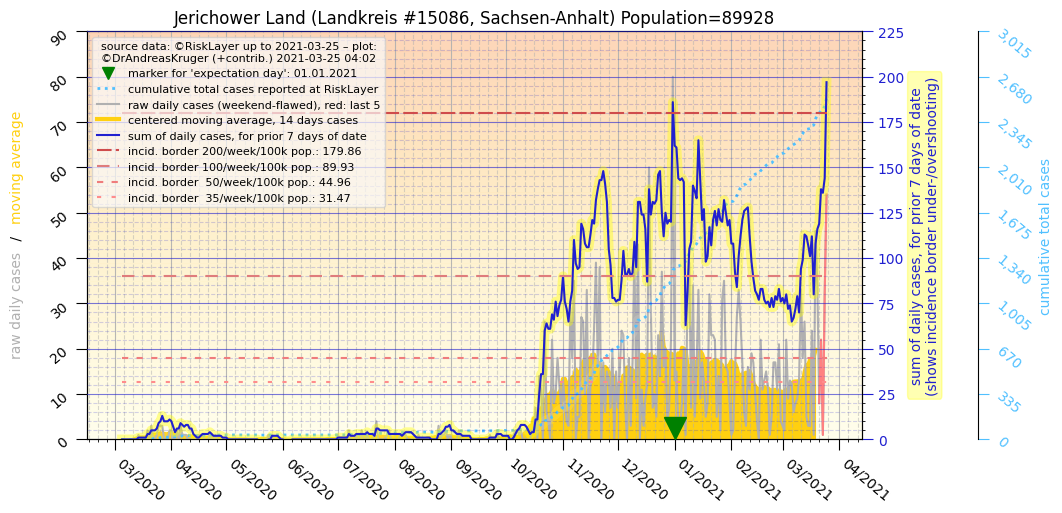 Jerichower Land (Landkreis #15086, Sachsen-Anhalt) Population=89928
source data: ©RiskLayer up to 2021-03-25 – plot:
©DrAndreasKruger (+contrib.) 2021-03-25 04:02
marker for 'expectation day': 01.01.2021
cumulative total cases reported at RiskLayer
raw daily cases (weekend-flawed), red: last 5
centered moving average, 14 days cases
sum of daily cases, for prior 7 days of date
incid. border 200/week/100k pop.: 179.86
incid. border 100/week/100k pop.: 89.93
incid. border  50/week/100k pop.: 44.96
incid. border  35/week/100k pop.: 31.47
raw daily cases / moving average
90
80
70
60
50
40
30
20
10
0
03/2020
04/2020
05/2020
06/2020
07/2020
08/2020
09/2020
10/2020
11/2020
12/2020
01/2021
02/2021
03/2021
04/2021
225
200
175
150
125
100
75
50
25
0
sum of daily cases, for prior 7 days of date
(shows incidence border under-/overshooting)
3,015
2,680
2,345
2,010
1,675
1,340
1,005
670
335
0
cumulative total cases